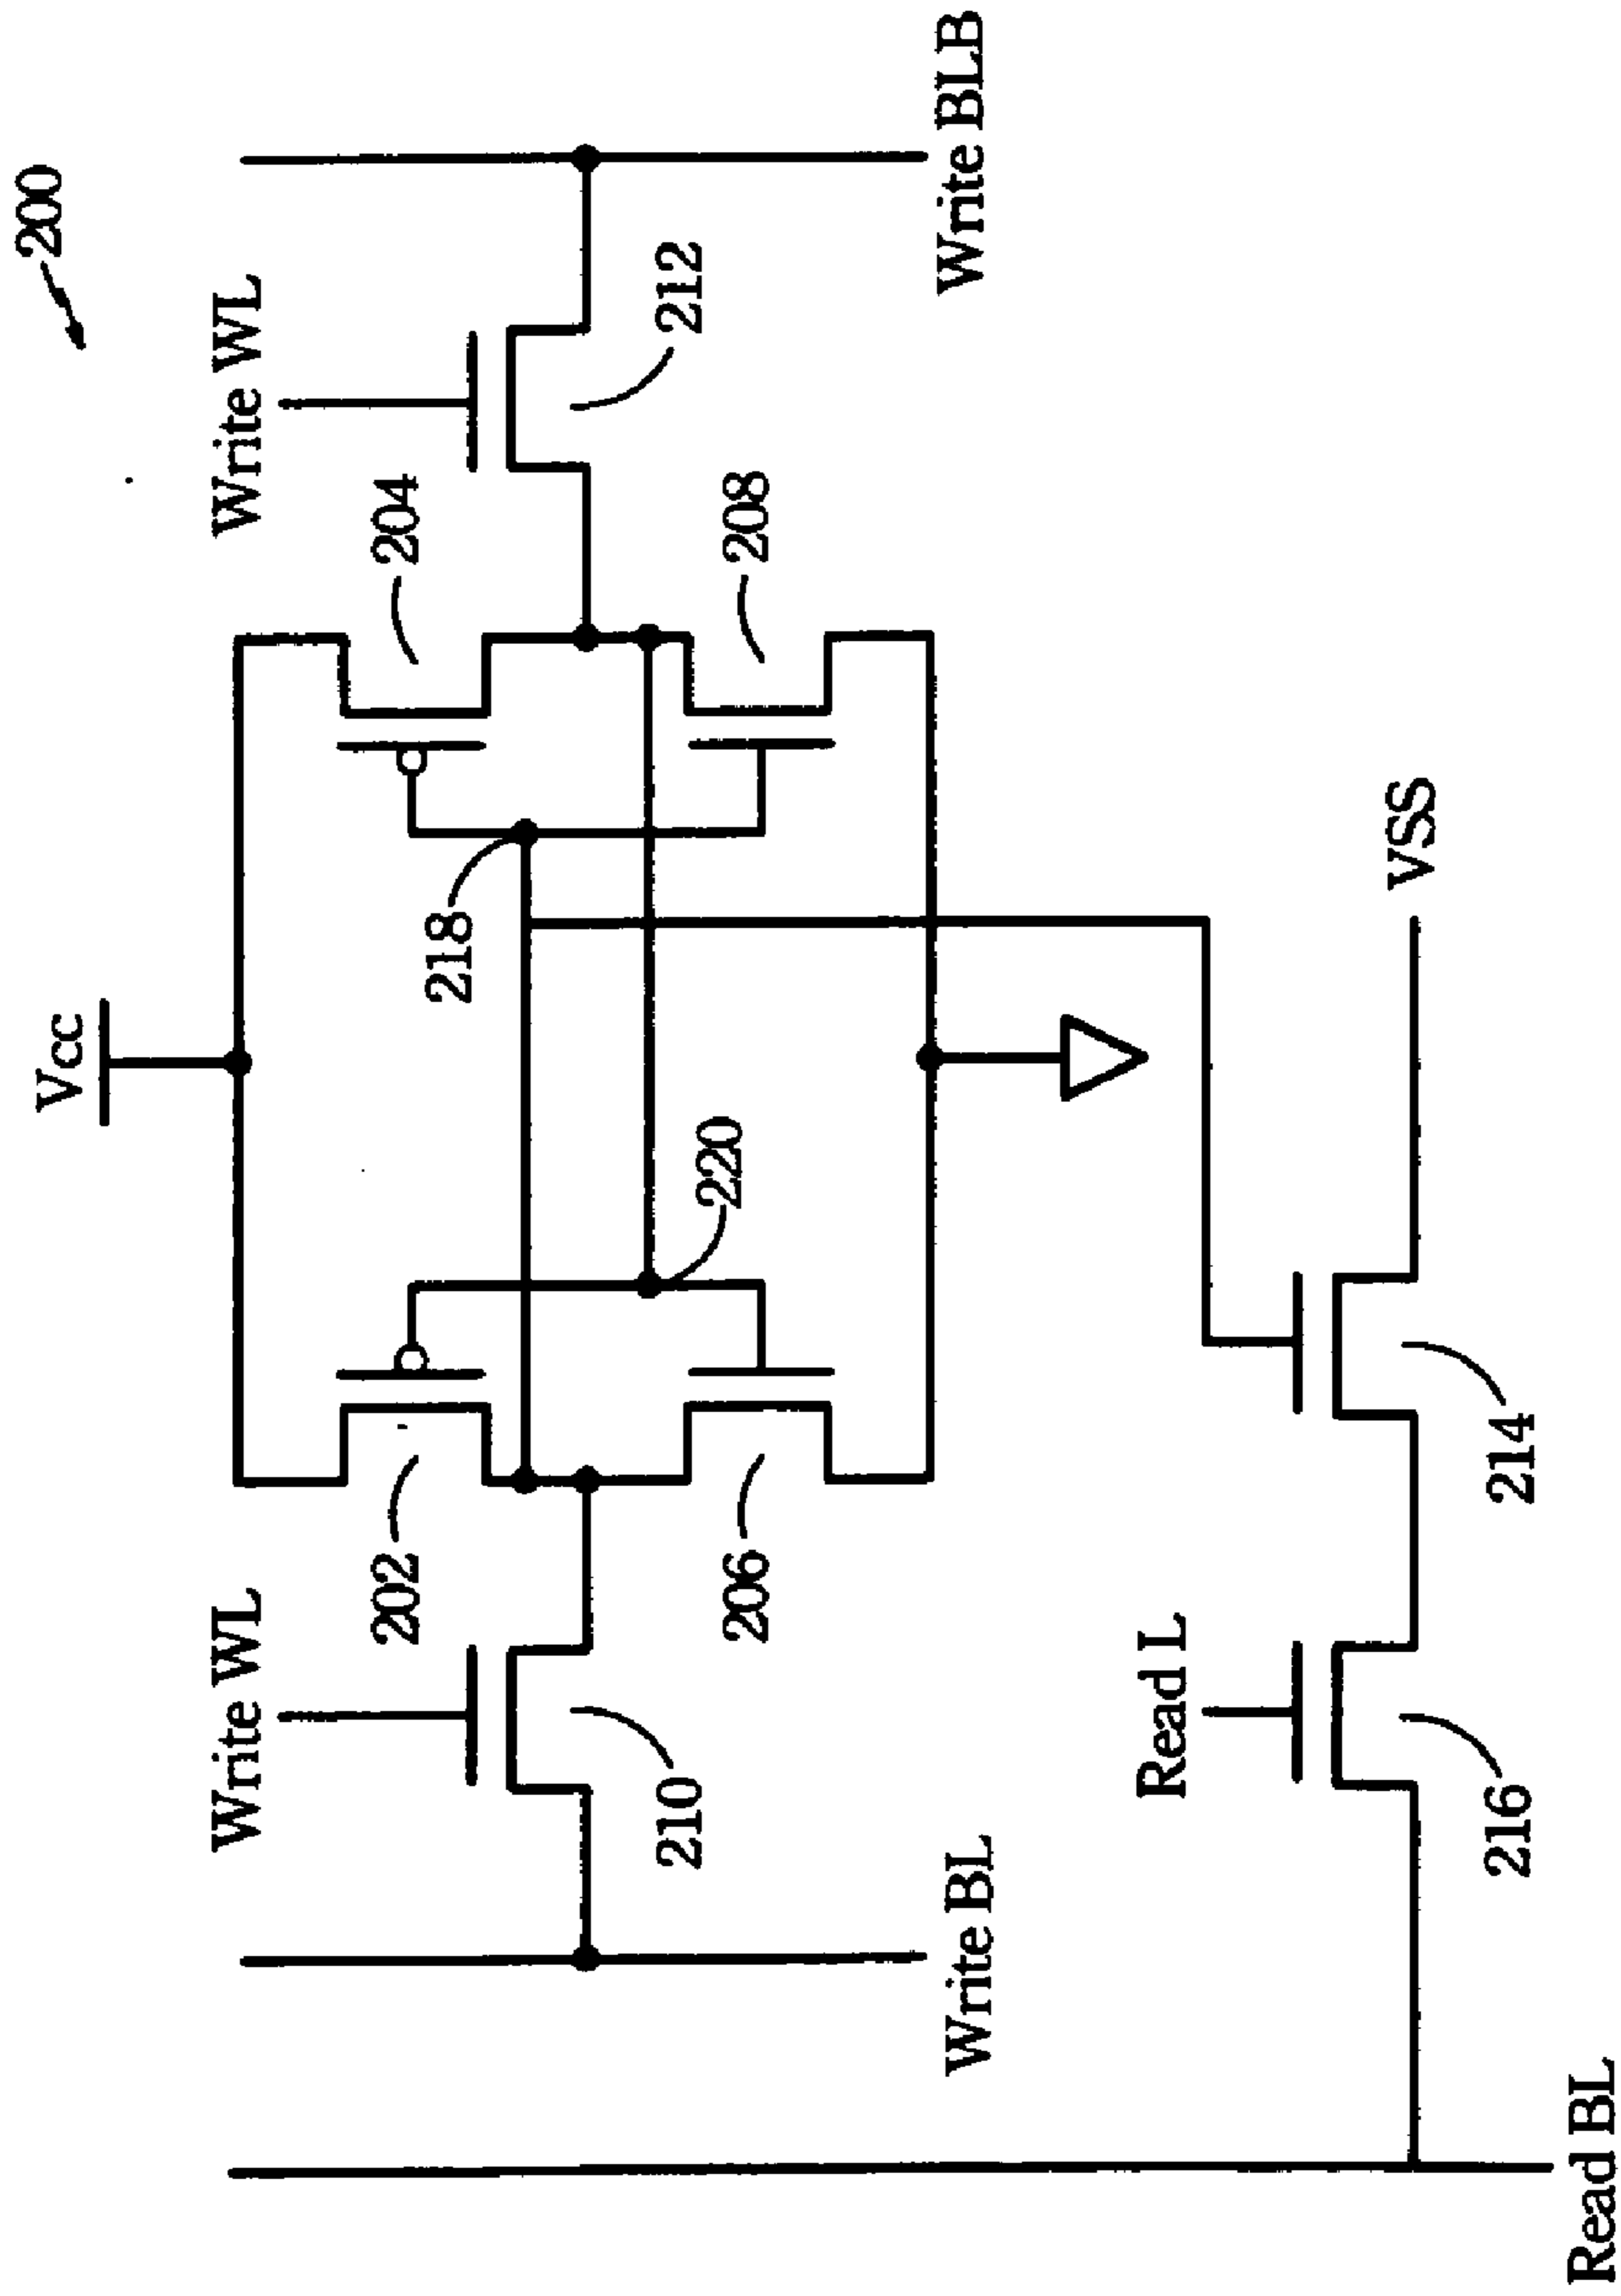 200
Vcc
Write WL
Write WL
202
204
218
210
212
220
206
208
Write BL
Write BLB
Read L
VSS
214
216
Read BL